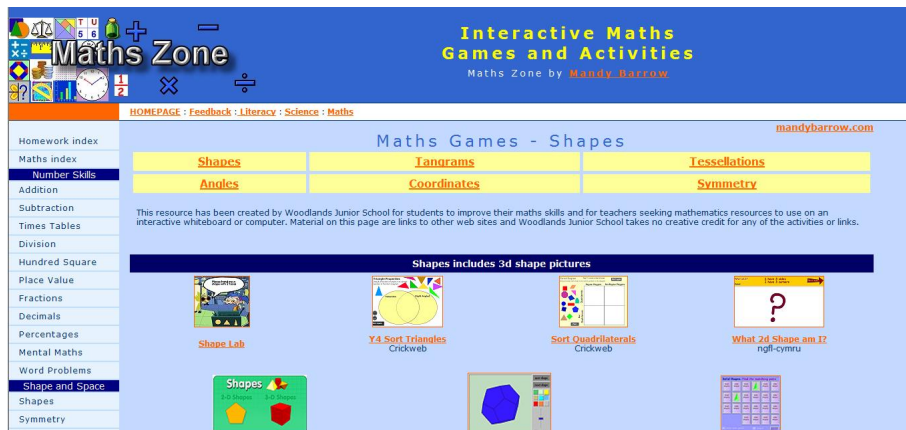 T U
5 6
Maths Zone
1
2
Interactive Maths
Games and Activities
Maths Zone by Mandy Barrow
HOMEPAGE : Feedback : Literacy : Science : Maths
mandybarrow.com
Homework index
Maths index
Number Skills
Addition
Subtraction
Times Tables
Division
Hundred Square
Place Value
Fractions
Decimals
Percentages
Mental Maths
Word Problems
Shape and Space
Shapes
Symmetry
Maths Games - Shapes
Shapes Tangrams Tessellations
Angles Coordinates Symmetry
This resource has been created by Woodlands Junior School for students to improve their maths skills and for teachers seeking mathematics resources to use on an
interactive whiteboard or computer. Material on this page are links to other web sites and Woodlands Junior School takes no creative credit for any of the activities or links.
Shapes includes 3d shape pictures
Shape Lab
Y4 Sort Triangles
Crickweb
Sort Quadrilaterals
Crickweb
What 2d Shape am I?
ngfl-cymru
Shapes
2-D Shapes 3-D Shapes